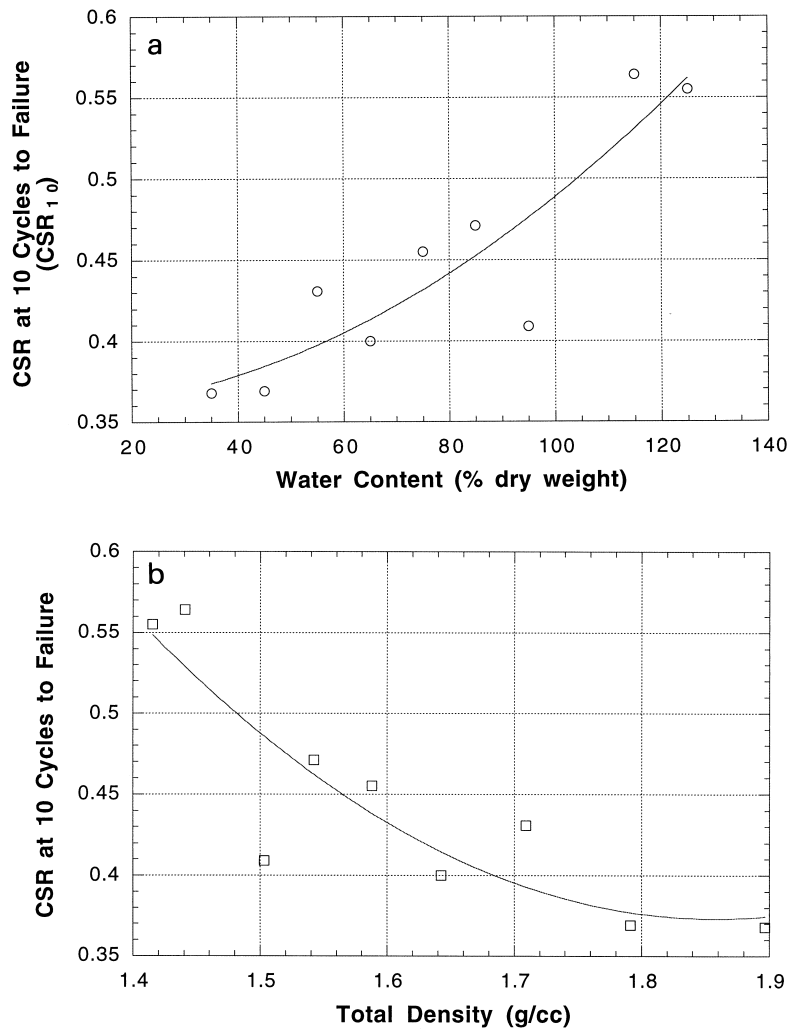 a
0.6
0.55
0.5
0.45
0.4
0.35
CSR at 10 Cycles to Failure
(CSR₁₀)
20 40 60 80 100 120 140
Water Content (% dry weight)
b
0.6
0.55
0.5
0.45
0.4
0.35
CSR at 10 Cycles to Failure
1.4 1.5 1.6 1.7 1.8 1.9
Total Density (g/cc)